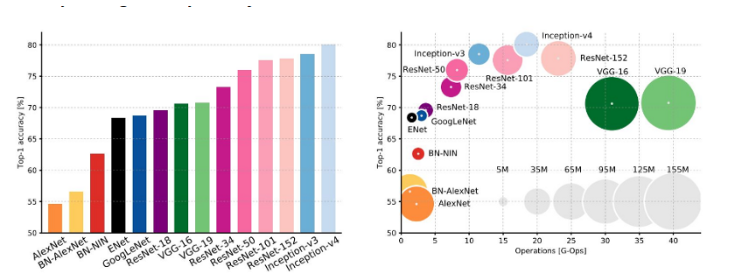 80
75
70
65
60
55
50
Top-1 accuracy [%]
AlexNet
BN-AlexNet
BN-NIN
ENet
GoogLeNet
ResNet-18
VGG-16
VGG-19
ResNet-34
ResNet-50
ResNet-101
ResNet-152
Inception-v3
Inception-v4
80
75
70
65
60
55
50
Top-1 accuracy [%]
Inception-v4
Inception-v3
ResNet-152
ResNet-50
ResNet-101
VGG-16
VGG-19
ResNet-34
ResNet-18
GoogLeNet
ENet
BN-NIN
5M 35M 65M 95M 125M 155M
BN-AlexNet
AlexNet
0 5 10 15 20 25 30 35 40
Operations [G-Ops]